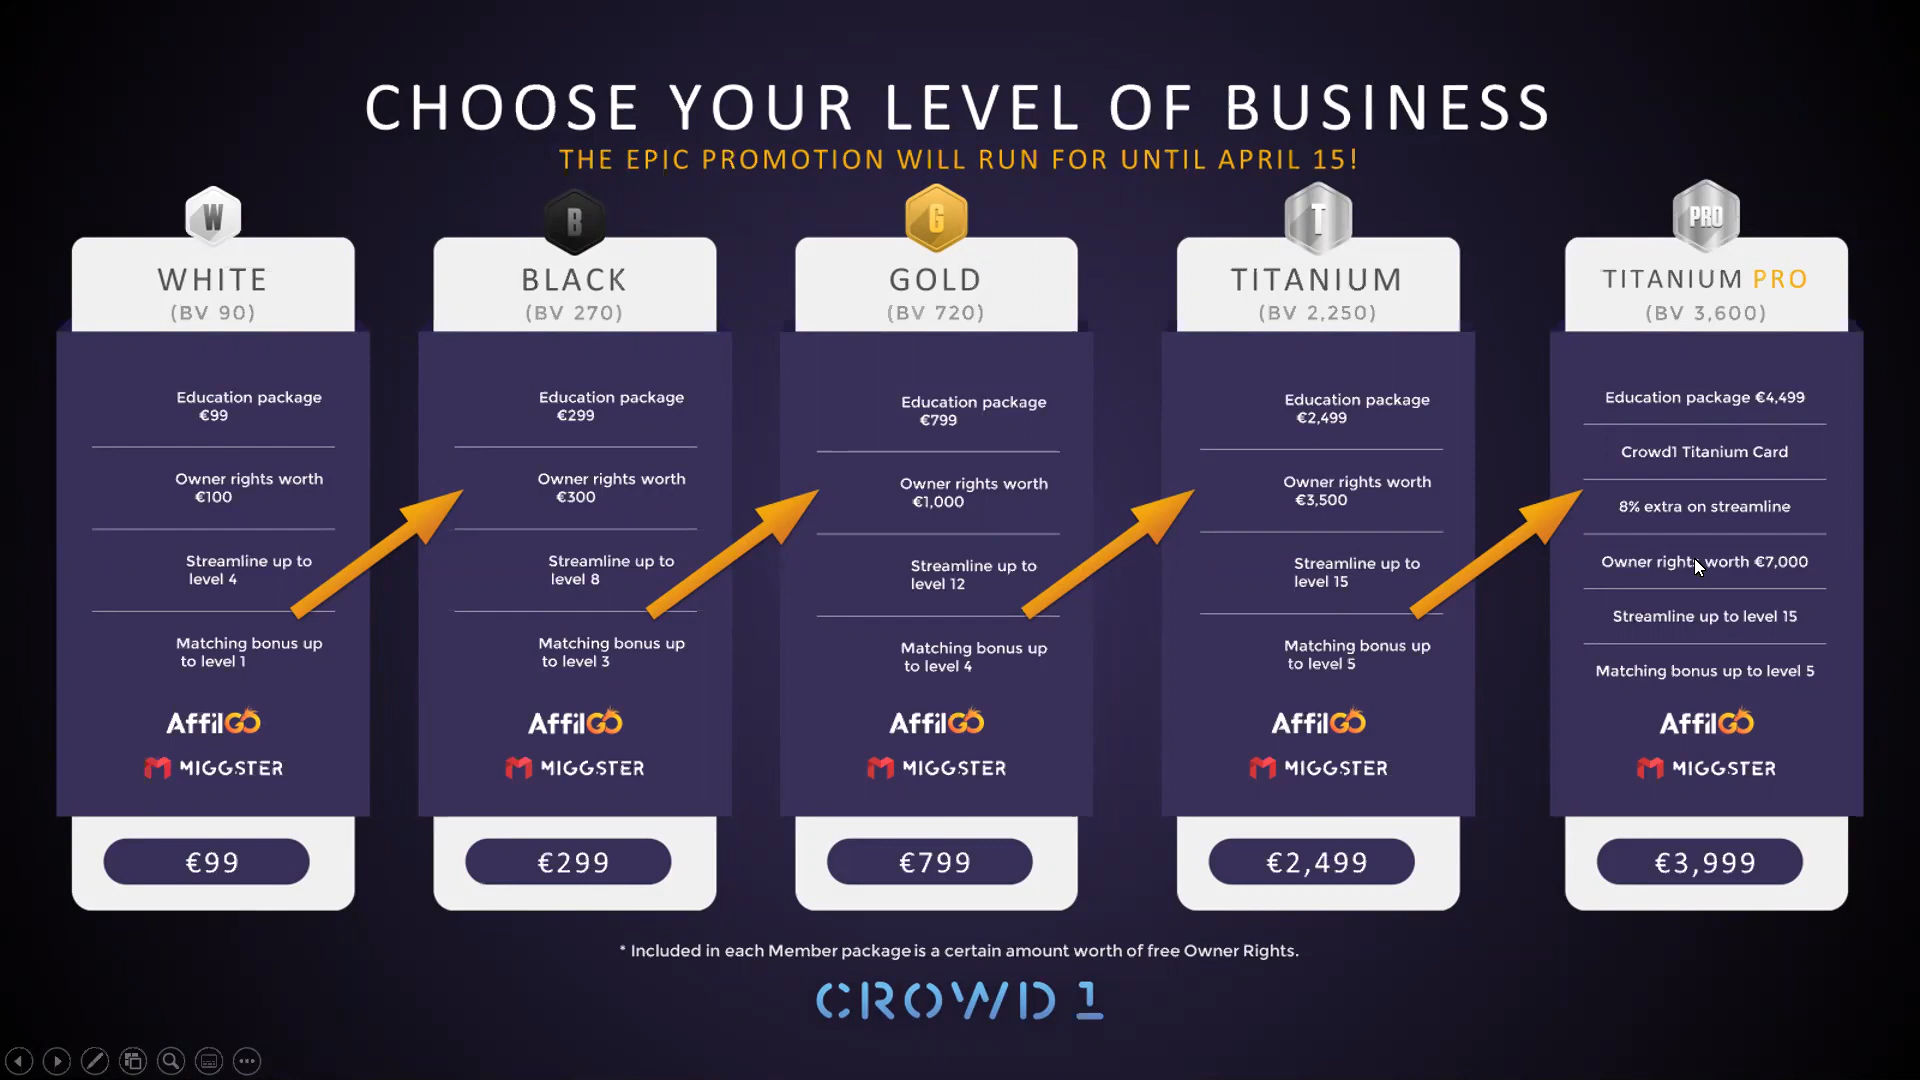 CHOOSE YOUR LEVEL OF BUSINESS
THE EPIC PROMOTION WILL RUN FOR UNTIL APRIL 15!
W
WHITE
(BV 90)
Education package
€99
Owner rights worth
€100
Streamline up to
level 4
Matching bonus up
to level 1
AffilGO
MIGGSTER
€99
B
BLACK
(BV 270)
Education package
€299
Owner rights worth
€300
Streamline up to
level 8
Matching bonus up
to level 3
AffilGO
MIGGSTER
€299
G
GOLD
(BV 720)
Education package
€799
Owner rights worth
€1,000
Streamline up to
level 12
Matching bonus up
to level 4
AffilGO
MIGGSTER
€799
T
TITANIUM
(BV 2,250)
Education package
€2,499
Owner rights worth
€3,500
Streamline up to
level 15
Matching bonus up
to level 5
AffilGO
MIGGSTER
€2,499
PRO
TITANIUM PRO
(BV 3,600)
Education package €4,499
Crowd1 Titanium Card
8% extra on streamline
Owner rights worth €7,000
Streamline up to level 15
Matching bonus up to level 5
AffilGO
MIGGSTER
€3,999
* Included in each Member package is a certain amount worth of free Owner Rights.
CROWD 1